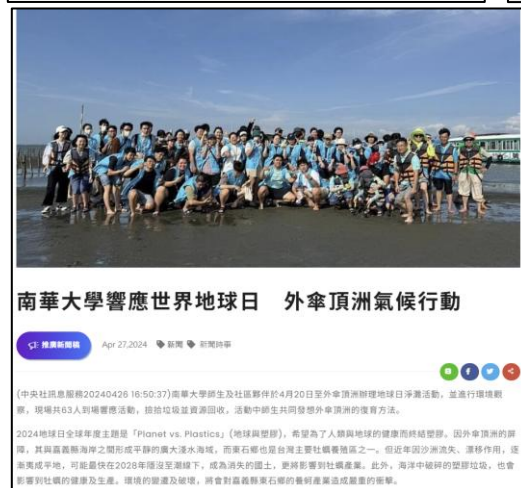 南華大學響應世界地球日　外傘頂洲氣候行動
推廣新聞稿　Apr 27,2024　新聞　新聞時事
(中央社訊息服務20240426 16:50:37)南華大學師生及社區夥伴於4月20日至外傘頂洲辦理地球日淨灘活動，並進行環境觀
察，現場共63人到場響應活動，撿拾垃圾並資源回收，活動中師生共同發想外傘頂洲的復育方法。
2024地球日全球年度主題是「Planet vs. Plastics」(地球與塑膠)，希望為了人類與地球的健康而終結塑膠。因外傘頂洲的屏
障，其與嘉義縣海岸之間形成平靜的廣大淺水海域，而東石鄉也是台灣主要牡蠣養殖區之一。但近年因沙洲流失、漂移作用，逐
漸夷成平地，可能最快在2028年隱沒至潮線下，成為消失的國土，更將影響到牡蠣產業。此外，海洋中破碎的塑膠垃圾，也會
影響到牡蠣的健康及生產。環境的變遷及破壞，將會對嘉義縣東石鄉的養蚵產業造成嚴重的衝擊。